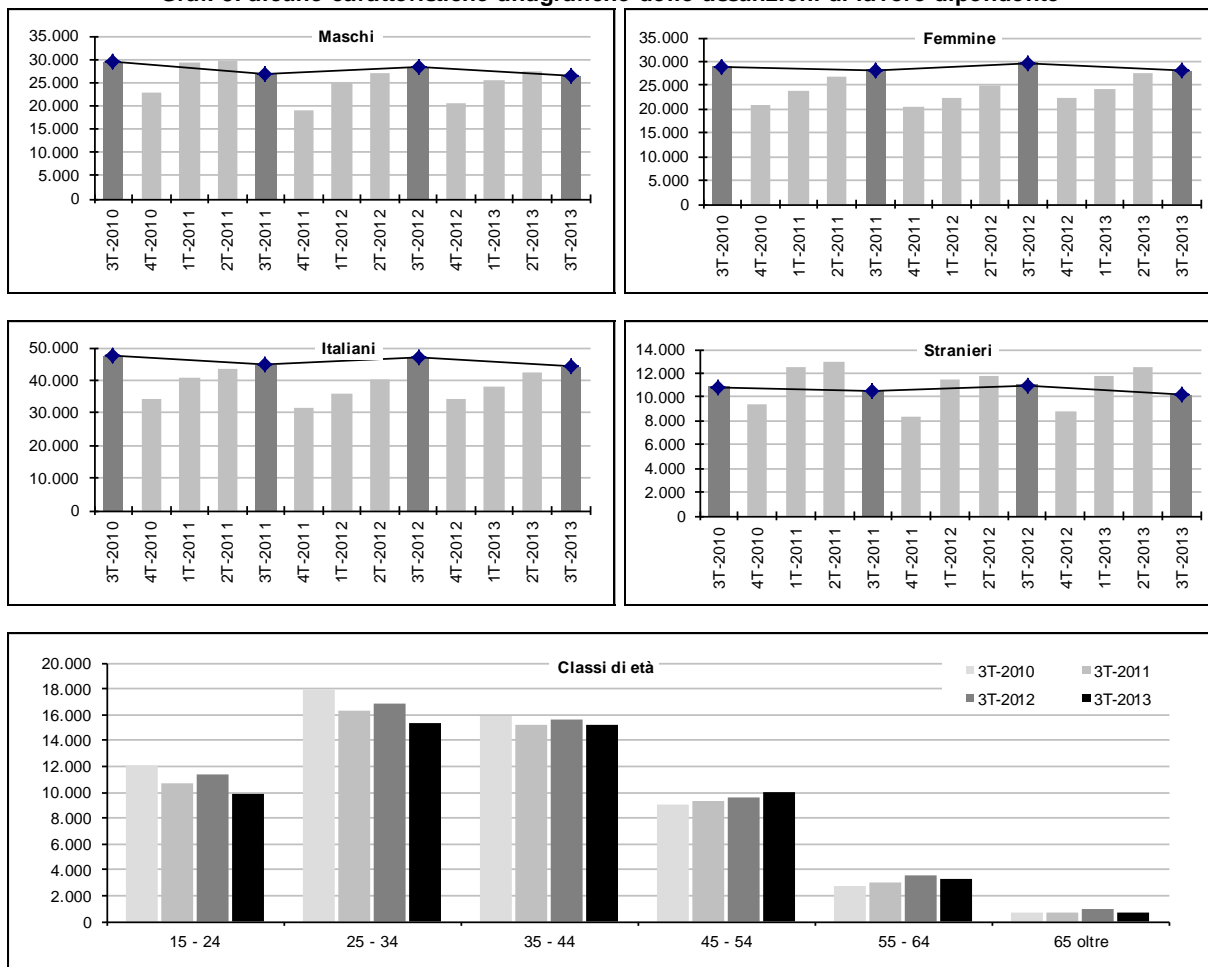 Maschi
35.000
30.000
25.000
20.000
15.000
10.000
5.000
0
3T-2010
4T-2010
1T-2011
2T-2011
3T-2011
4T-2011
1T-2012
2T-2012
3T-2012
4T-2012
1T-2013
2T-2013
3T-2013
Femmine
35.000
30.000
25.000
20.000
15.000
10.000
5.000
0
3T-2010
4T-2010
1T-2011
2T-2011
3T-2011
4T-2011
1T-2012
2T-2012
3T-2012
4T-2012
1T-2013
2T-2013
3T-2013
Italiani
50.000
40.000
30.000
20.000
10.000
0
3T-2010
4T-2010
1T-2011
2T-2011
3T-2011
4T-2011
1T-2012
2T-2012
3T-2012
4T-2012
1T-2013
2T-2013
3T-2013
Stranieri
14.000
12.000
10.000
8.000
6.000
4.000
2.000
0
3T-2010
4T-2010
1T-2011
2T-2011
3T-2011
4T-2011
1T-2012
2T-2012
3T-2012
4T-2012
1T-2013
2T-2013
3T-2013
Classi di età
3T-2010 3T-2011
3T-2012 3T-2013
20.000
18.000
16.000
14.000
12.000
10.000
8.000
6.000
4.000
2.000
0
15 - 24 25 - 34 35 - 44 45 - 54 55 - 64 65 oltre